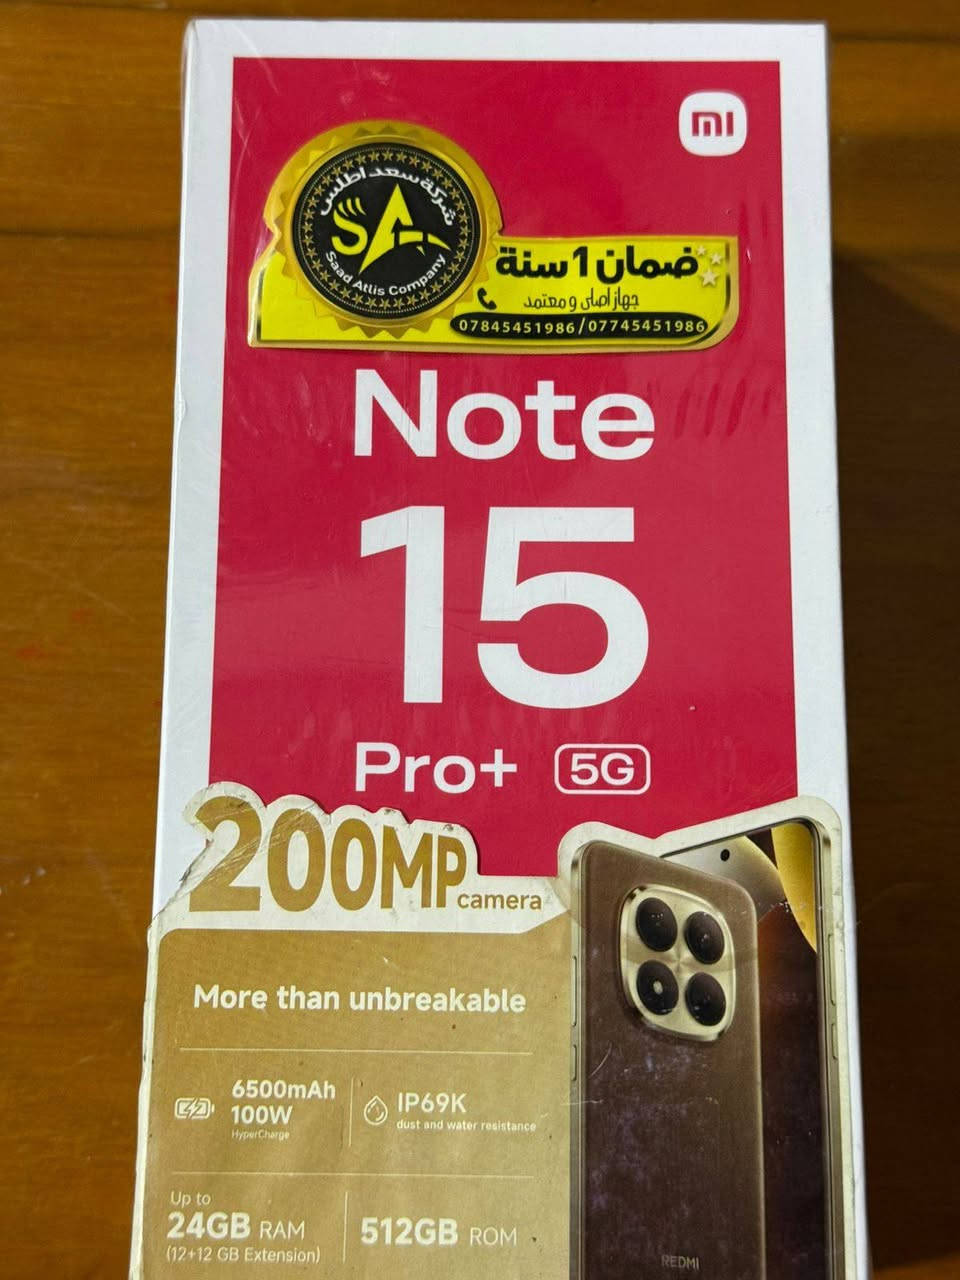 mi
شركة سعد اطلس
SA
Saad Atlis Company
ضمان 1 سنة
جهاز اصلي و معتمد
07845451986/07745451986
Note
15
Pro+ 5G
200MP camera
More than unbreakable
6500mAh
100W
HyperCharge
IP69K
dust and water resistance
Up to
24GB RAM
(12+12 GB Extension)
512GB ROM
REDMI